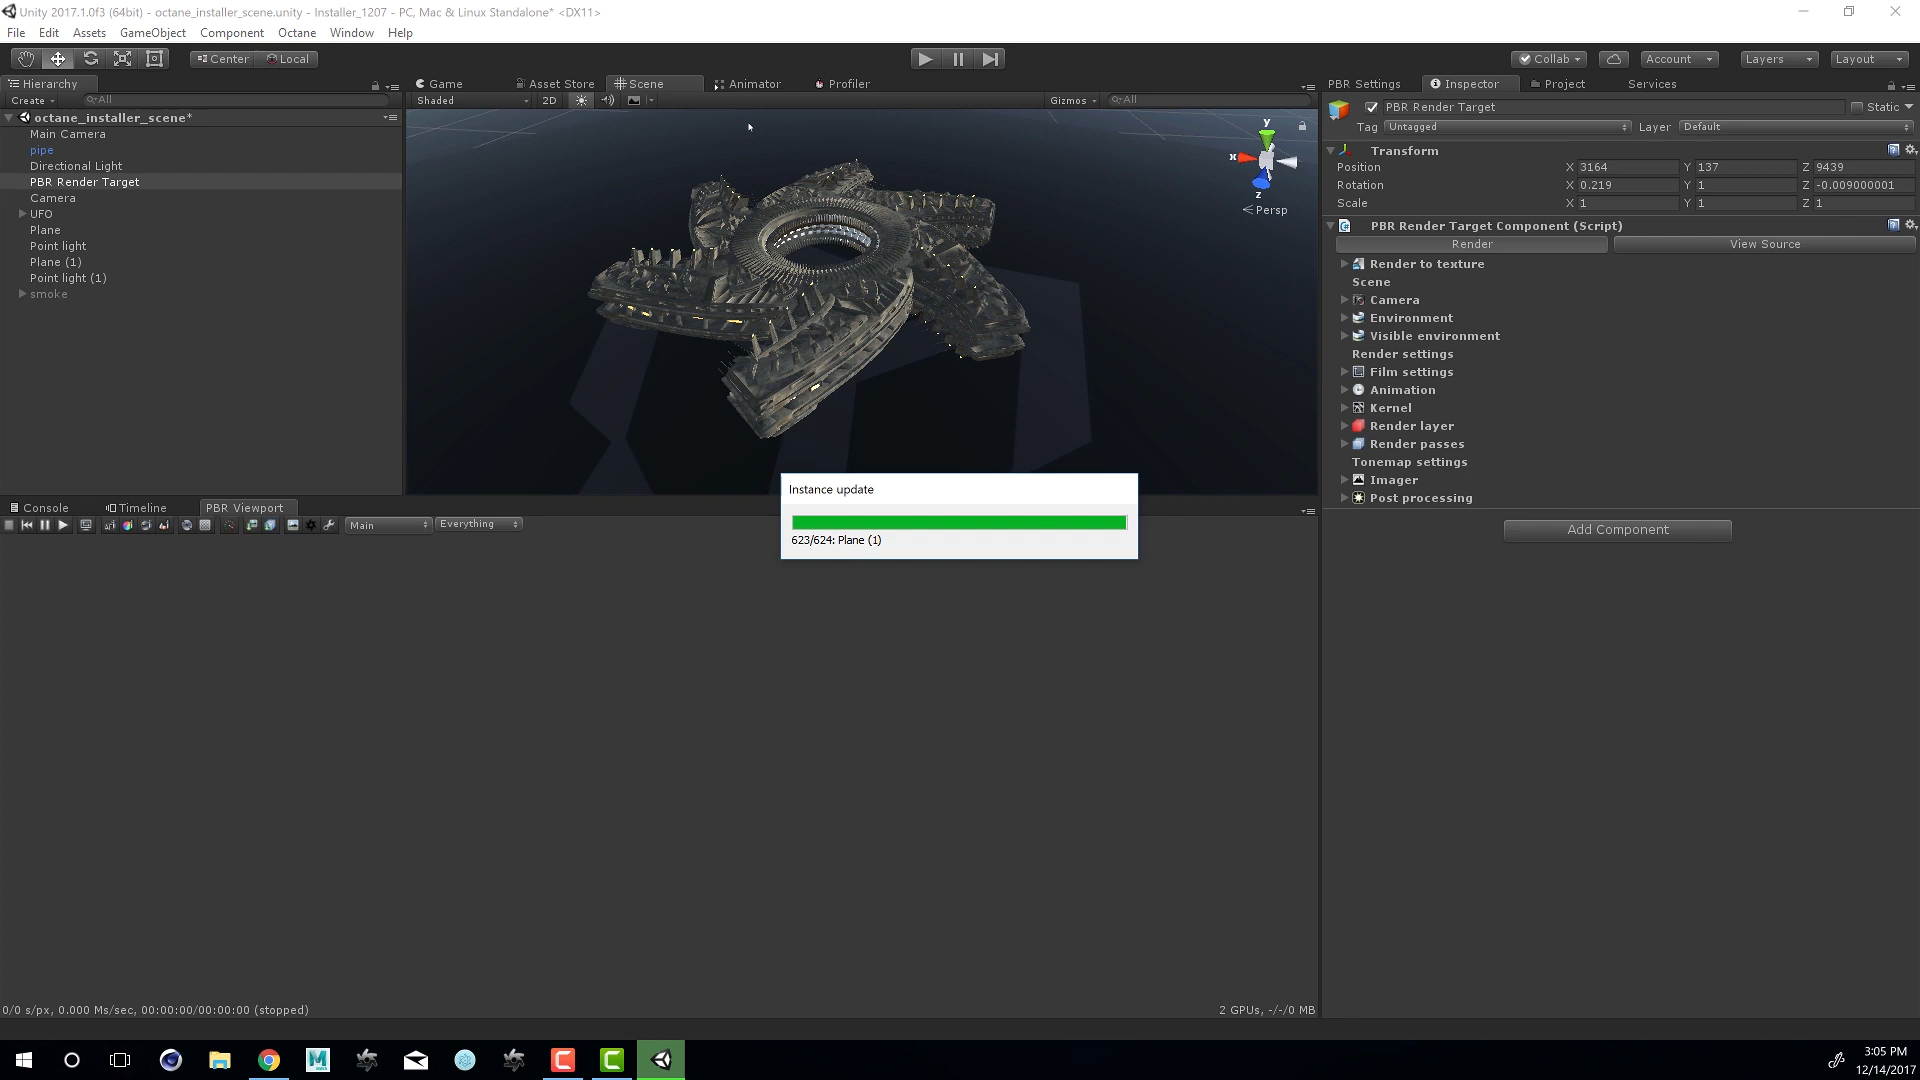 Unity 2017.1.0f3 (64bit) - octane_installer_scene.unity - Installer_1207 - PC, Mac & Linux Standalone* <DX11>
File Edit Assets GameObject Component Octane Window Help
Center Local Collab Account Layers Layout
Hierarchy
Create All
octane_installer_scene*
Main Camera
pipe
Directional Light
PBR Render Target
Camera
UFO
Plane
Point light
Plane (1)
Point light (1)
smoke
Game Asset Store Scene Animator Profiler
Shaded 2D Gizmos All
y
x
z
Persp
Instance update
623/624: Plane (1)
Console Timeline PBR Viewport
Main Everything
0/0 s/px, 0.000 Ms/sec, 00:00:00/00:00:00 (stopped)
2 GPUs, -/-/0 MB
PBR Settings Inspector Project Services
PBR Render Target Static
Tag Untagged Layer Default
Transform
Position X 3164 Y 137 Z 9439
Rotation X 0.219 Y 1 Z -0.009000001
Scale X 1 Y 1 Z 1
PBR Render Target Component (Script)
Render View Source
Render to texture
Scene
Camera
Environment
Visible environment
Render settings
Film settings
Animation
Kernel
Render layer
Render passes
Tonemap settings
Imager
Post processing
Add Component
3:05 PM
12/14/2017